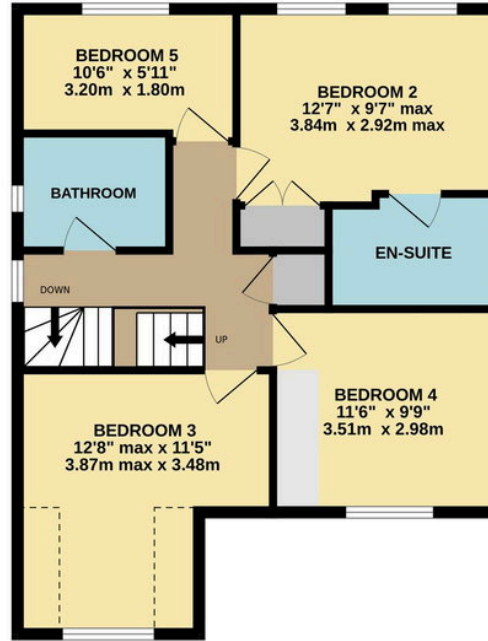 BEDROOM 5
10'6" x 5'11"
3.20m x 1.80m
BEDROOM 2
12'7" x 9'7" max
3.84m x 2.92m max
BATHROOM
EN-SUITE
DOWN
UP
BEDROOM 4
11'6" x 9'9"
3.51m x 2.98m
BEDROOM 3
12'8" max x 11'5"
3.87m max x 3.48m